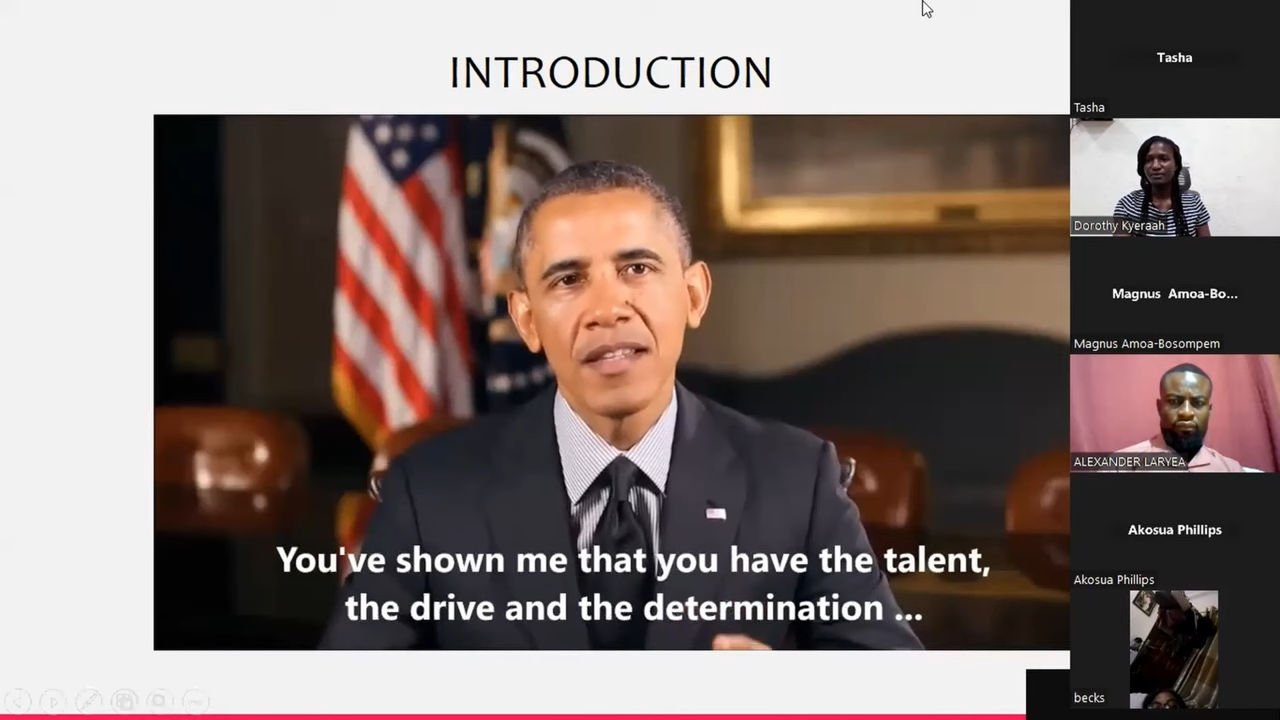 INTRODUCTION
You've shown me that you have the talent,
the drive and the determination ...
Tasha
Tasha
Dorothy Kyeraah
Magnus Amoa-Bo...
Magnus Amoa-Bosompem
ALEXANDER LARYEA
Akosua Phillips
Akosua Phillips
becks